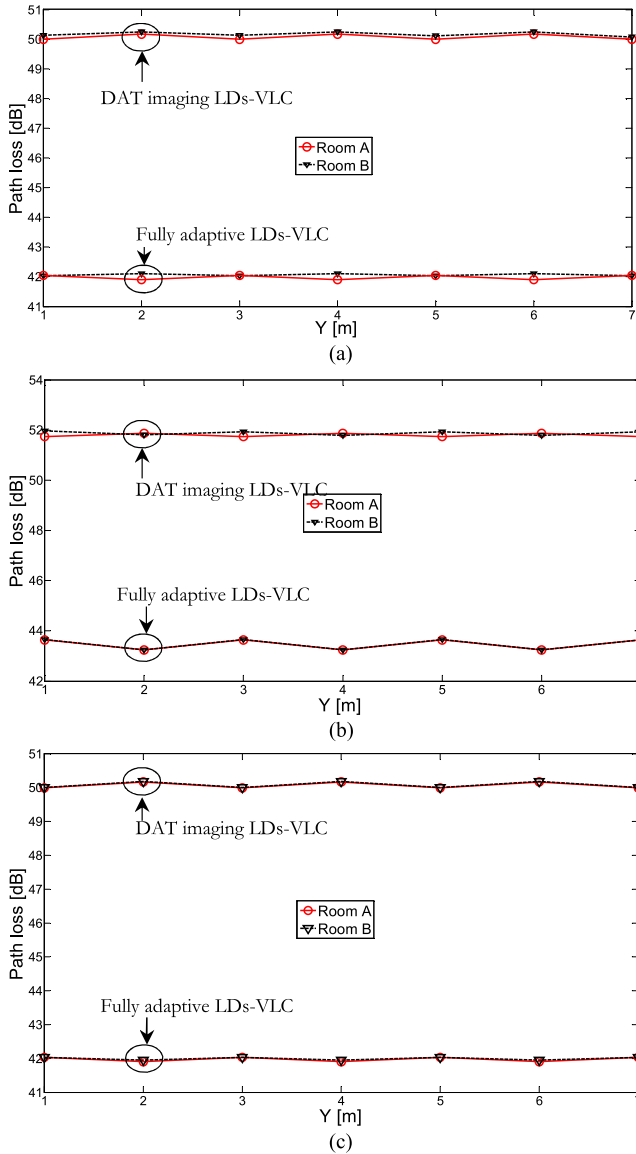 51
50
49
48
47
46
45
44
43
42
41
Path loss [dB]
DAT imaging LDs-VLC
Room A
Room B
Fully adaptive LDs-VLC
1 2 3 4 5 6 7
Y [m]
(a)
54
52
50
48
46
44
42
Path loss [dB]
DAT imaging LDs-VLC
Room A
Room B
Fully adaptive LDs-VLC
1 2 3 4 5 6
Y [m]
(b)
51
50
49
48
47
46
45
44
43
42
41
Path loss [dB]
DAT imaging LDs-VLC
Room A
Room B
Fully adaptive LDs-VLC
1 2 3 4 5 6
Y [m]
(c)